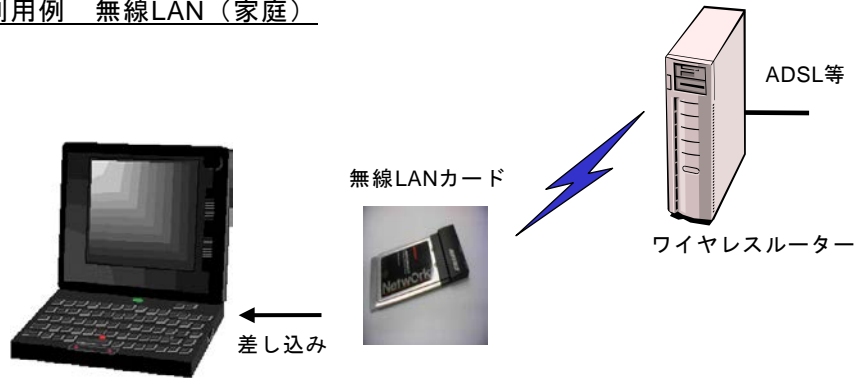 利用例　無線LAN（家庭）
ADSL等
無線LANカード
ワイヤレスルーター
NetwOrk
差し込み